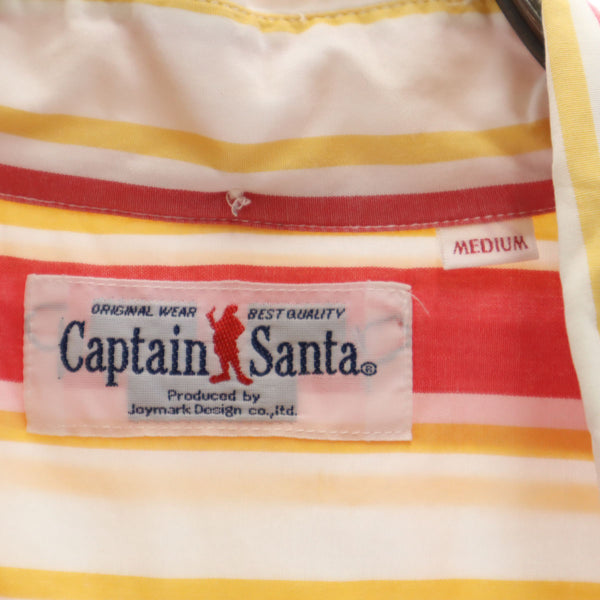 MEDIUM
ORIGINAL WEAR BEST QUALITY
Captain Santa®
Produced by
Joymark Design co.,ltd.